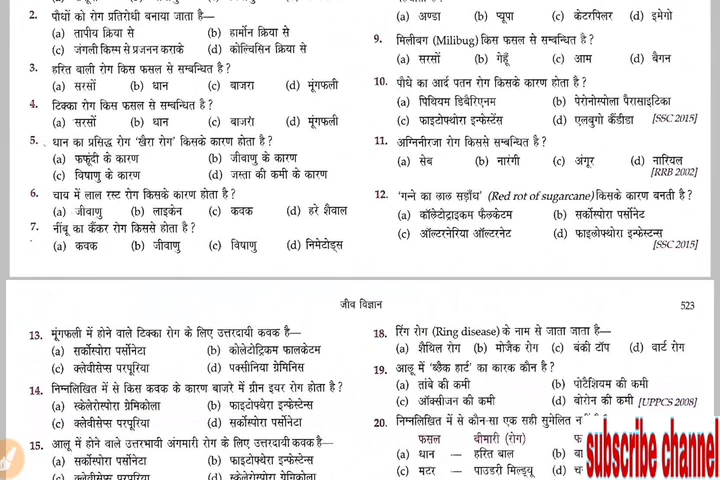 2. पौधों को रोग प्रतिरोधी बनाया जाता है—
(a) तापीय क्रिया से (b) हार्मोन क्रिया से
(c) जंगली किस्म से प्रजनन कराके (d) कोल्चिसिन क्रिया से
3. हरित बाली रोग किस फसल से सम्बन्धित है?
(a) सरसों (b) धान (c) बाजरा (d) मूंगफली
4. टिक्का रोग किस फसल से सम्बन्धित है?
(a) सरसों (b) धान (c) बाजरा (d) मूंगफली
5. धान का प्रसिद्ध रोग 'खैरा रोग' किसके कारण होता है?
(a) फफूंदी के कारण (b) जीवाणु के कारण
(c) विषाणु के कारण (d) जस्ता की कमी के कारण
6. चाय में लाल रस्ट रोग किसके कारण होता है?
(a) जीवाणु (b) लाइकेन (c) कवक (d) हरे शैवाल
7. नींबू का कैंकर रोग किससे होता है?
(a) कवक (b) जीवाणु (c) विषाणु (d) निमेटोड्स
(a) अण्डा (b) प्यूपा (c) केटरपिलर (d) इमेगो
9. मिलीबग (Milibug) किस फसल से सम्बन्धित है?
(a) सरसों (b) गेहूँ (c) आम (d) बैगन
10. पौधे का आर्द पतन रोग किसके कारण होता है?
(a) पिथियम डिबैरिएनम (b) पेरोनोस्पोला पैरासाइटिका
(c) फाइटोफ्थोरा इन्फेस्टेंस (d) एलबुगो कैंडीडा [SSC 2015]
11. अग्निनीरजा रोग किससे सम्बन्धित है?
(a) सेब (b) नारंगी (c) अंगूर (d) नारियल
[RRB 2002]
12. 'गन्ने का लाल सड़ाँध' (Red rot of sugarcane) किसके कारण बनती है?
(a) कॉलेटोट्राइकम फैलकेटम (b) सर्कोस्पोरा पर्सोनेट
(c) ऑल्टरनेरिया ऑल्टरनेट (d) फाइलोफ्थोरा इन्फेस्टन्स
[SSC 2015]
जीव विज्ञान 523
13. मूंगफली में होने वाले टिक्का रोग के लिए उत्तरदायी कवक है—
(a) सर्कोस्पोरा पर्सोनेटा (b) कोलेटोट्रिकम फालकेटम
(c) क्लेवीसेप्स परपूरिया (d) पक्सीनिया ग्रेमिनिस
14. निम्नलिखित में से किस कवक के कारण बाजरे में ग्रीन इयर रोग होता है?
(a) स्केलेरोस्पोरा ग्रेमिकोला (b) फाइटोफ्थेरा इन्फेस्टेन्स
(c) क्लेवीसेप्स परपूरिया (d) सर्कोस्पोरा पर्सोनेटा
15. आलू में होने वाले उत्तरभावी अंगमारी रोग के लिए उत्तरदायी कवक है—
(a) सर्कोस्पोरा पर्सोनेटा (b) फाइटोफ्थेरा इन्फेस्टेन्स
(c) क्लेवीसेप्स परपूरिया (d) स्केलेरोस्पोरा ग्रेमिकोला
18. रिंग रोग (Ring disease) के नाम से जाता जाता है—
(a) शैथिल रोग (b) मोजैक रोग (c) बंकी टॉप (d) वार्ट रोग
19. आलू में 'ब्लैक हार्ट' का कारक कौन है?
(a) तांबे की कमी (b) पोटैशियम की कमी
(c) ऑक्सीजन की कमी (d) बोरोन की कमी [UPPCS 2008]
20. निम्नलिखित में से कौन-सा एक सही सुमेलित
फसल बीमारी (रोग)
(a) धान — हरित बाल (b)
(c) मटर — पाउडरी मिल्ड्यू (d)
subscribe channel